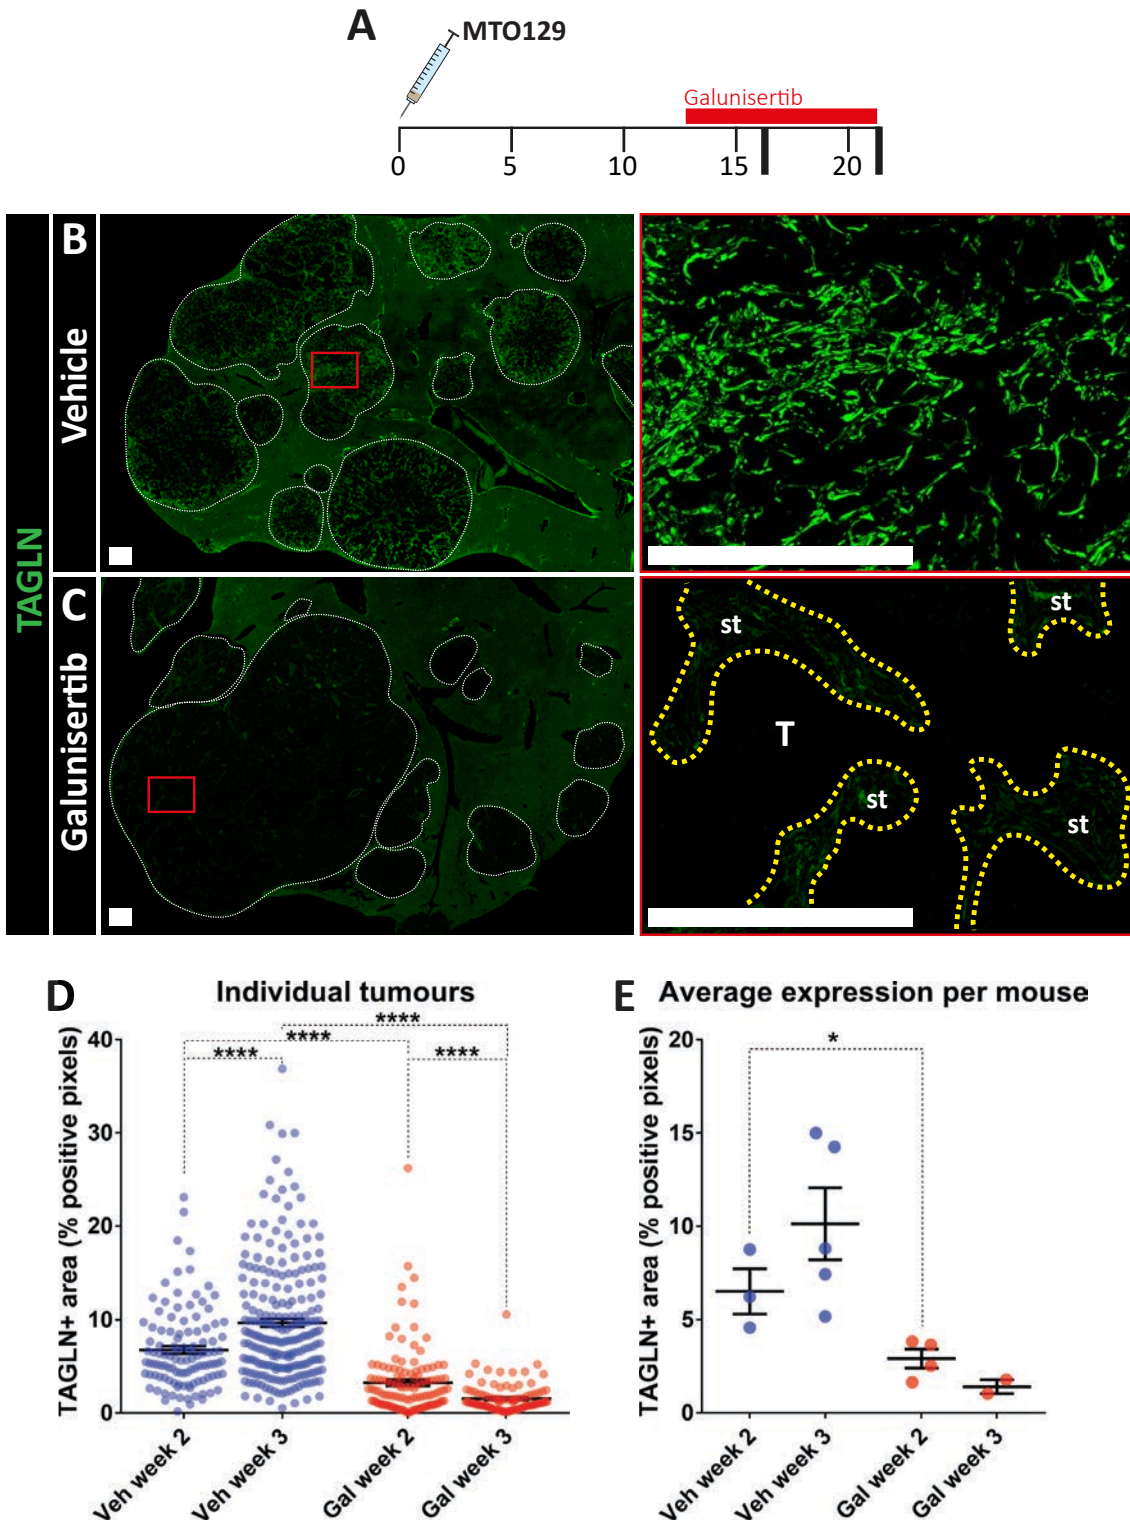 A
MTO129
Galunisertib
0 5 10 15 20
TAGLN
B
Vehicle
C
Galunisertib
st
st
T
st
st
D
Individual tumours
****
****
****
****
TAGLN+ area (% positive pixels)
40
30
20
10
0
Veh week 2
Veh week 3
Gal week 2
Gal week 3
E
Average expression per mouse
*
TAGLN+ area (% positive pixels)
20
15
10
5
0
Veh week 2
Veh week 3
Gal week 2
Gal week 3